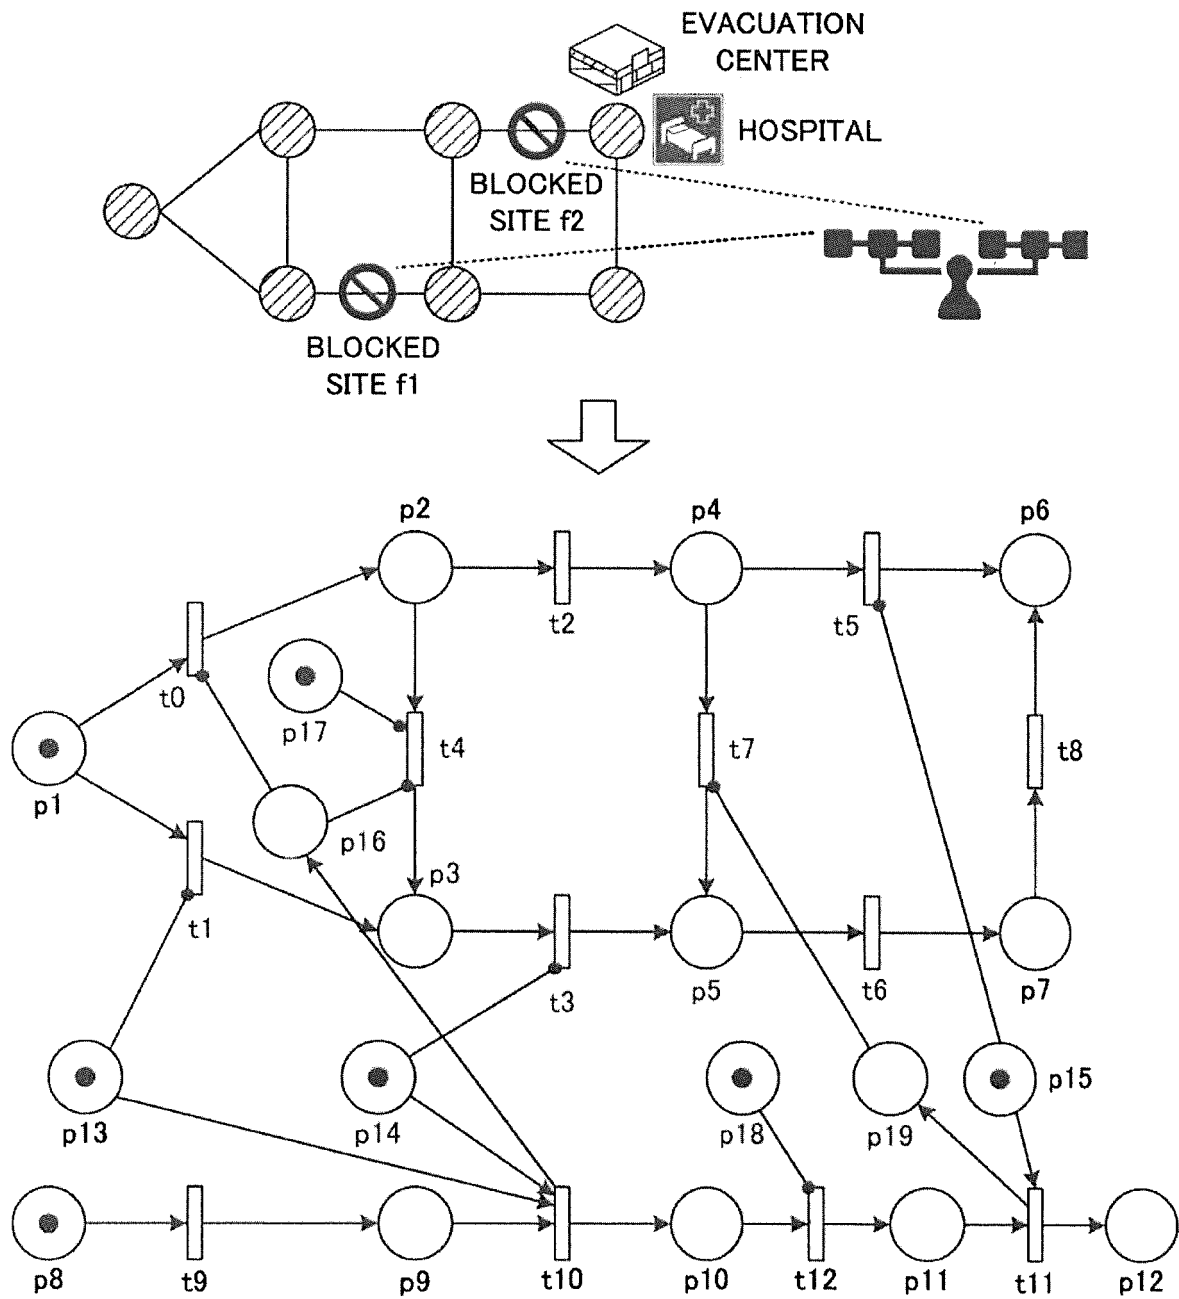 EVACUATION
CENTER
HOSPITAL
BLOCKED
SITE f2
BLOCKED
SITE f1
p2
p4
p6
t0
t2
t5
p17
t4
t7
t8
p1
p16
p3
t1
t3
p5
t6
p7
p13
p14
p18
p19
p15
p8
t9
p9
t10
p10
t12
p11
t11
p12